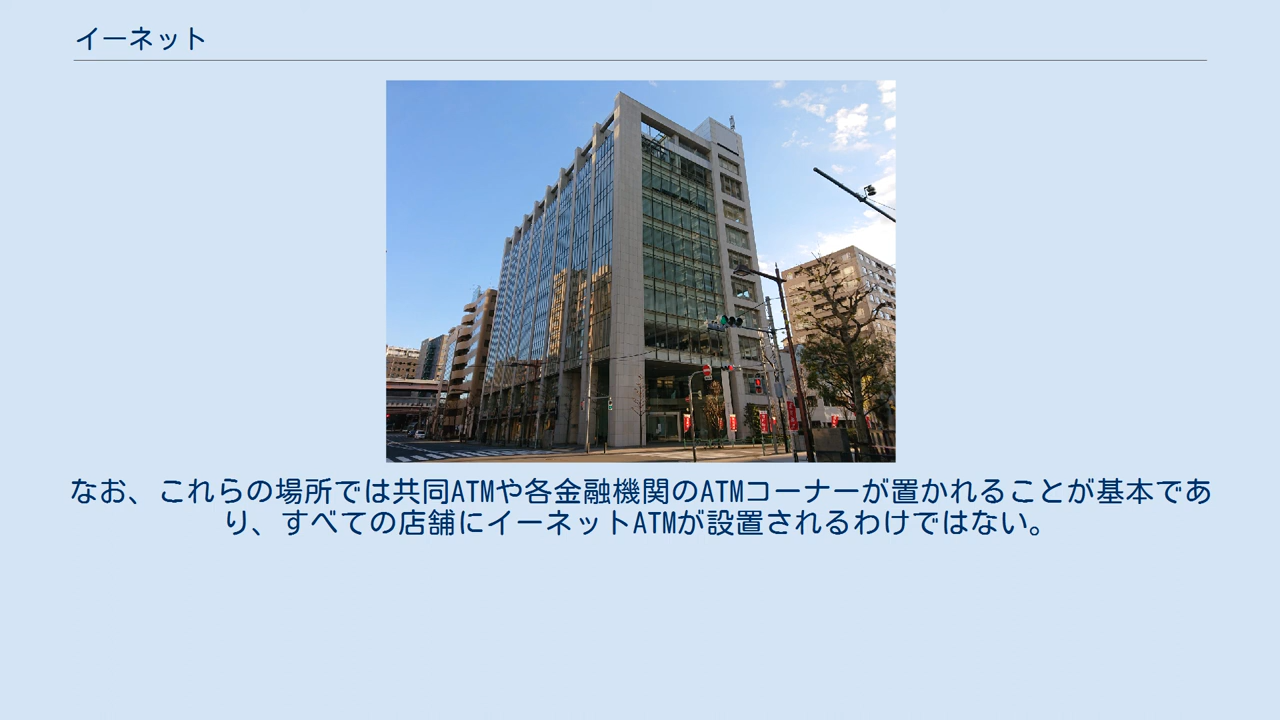 イーネット
なお、これらの場所では共同ATMや各金融機関のATMコーナーが置かれることが基本であ
り、すべての店舗にイーネットATMが設置されるわけではない。